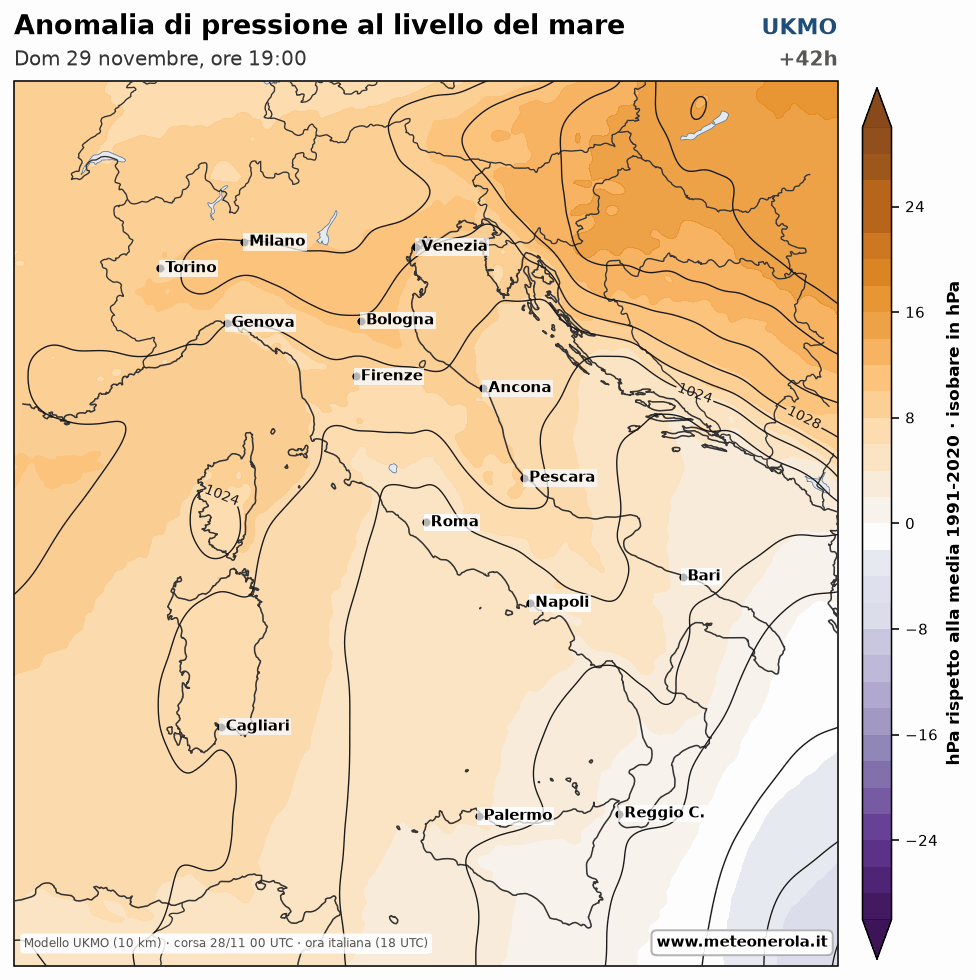 Anomalia di pressione al livello del mare
UKMO
Dom 29 novembre, ore 19:00
+42h
Milano
Venezia
Torino
Genova
Bologna
Firenze
Ancona
1024
1028
Pescara
1024
Roma
Bari
Napoli
Cagliari
Palermo
Reggio C.
24
16
8
0
−8
−16
−24
hPa rispetto alla media 1991-2020 · isobare in hPa
Modello UKMO (10 km) · corsa 28/11 00 UTC · ora italiana (18 UTC)
www.meteonerola.it